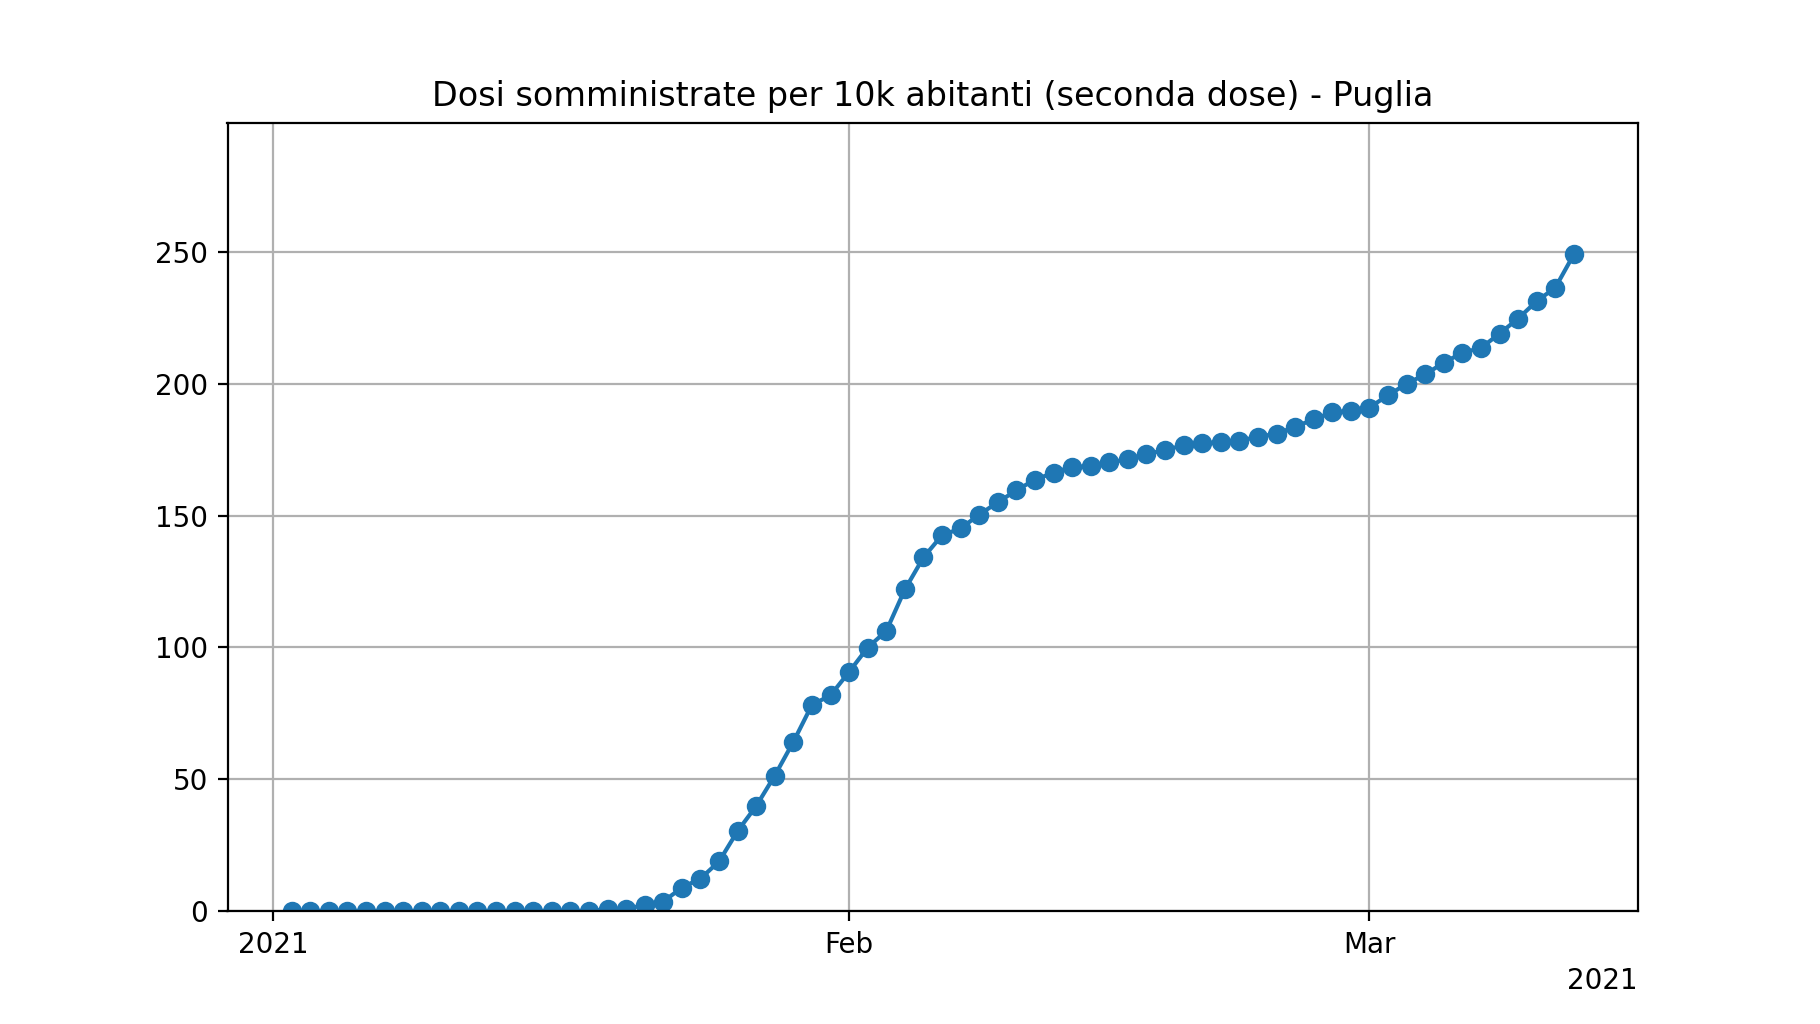 Dosi somministrate per 10k abitanti (seconda dose) - Puglia
250
200
150
100
50
0
2021
Feb
Mar
2021